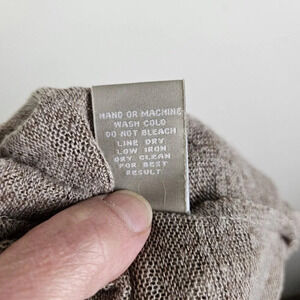 HAND OR MACHINE
WASH COLD
DO NOT BLEACH
LINE DRY
LOW IRON
DRY CLEAN
FOR BEST
RESULT